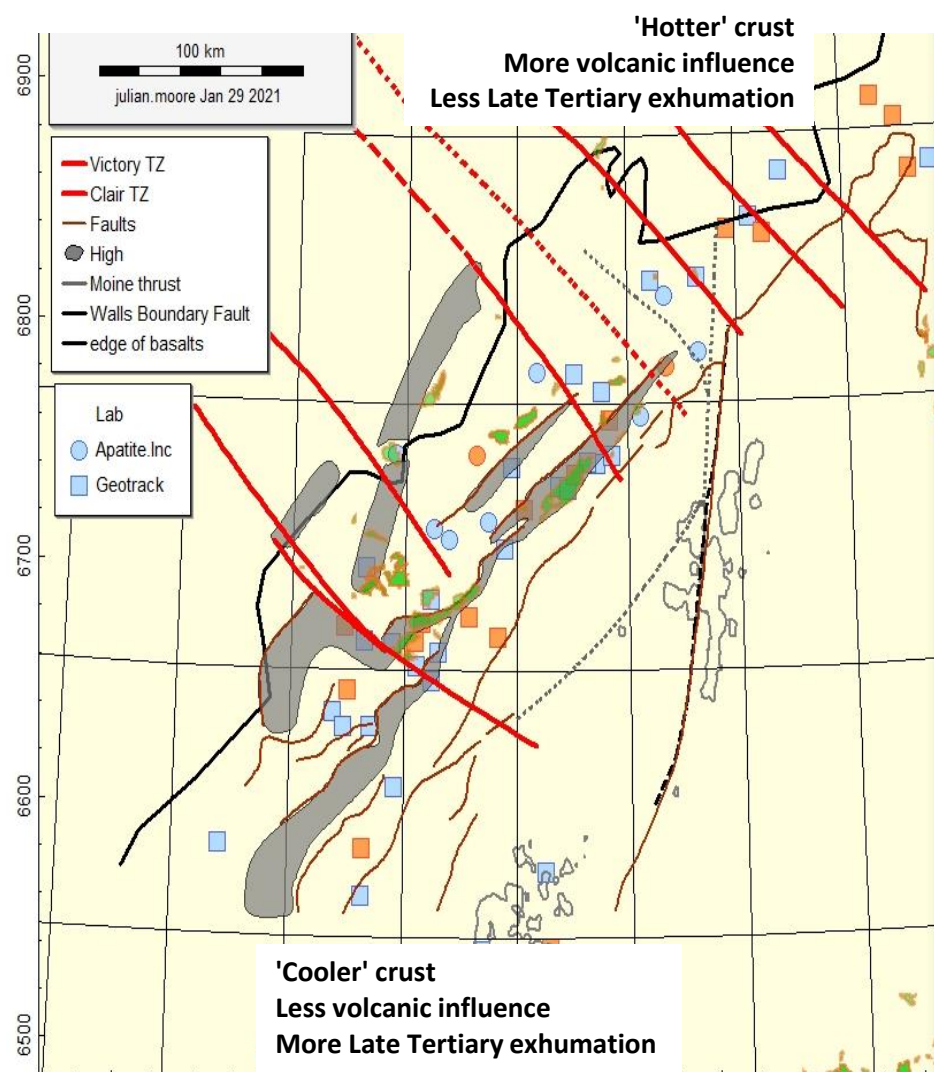 'Hotter' crust
More volcanic influence
Less Late Tertiary exhumation
100 km
julian.moore Jan 29 2021
Victory TZ
Clair TZ
Faults
High
Moine thrust
Walls Boundary Fault
edge of basalts
Lab
Apatite.Inc
Geotrack
6900
6800
6700
6600
6500
'Cooler' crust
Less volcanic influence
More Late Tertiary exhumation